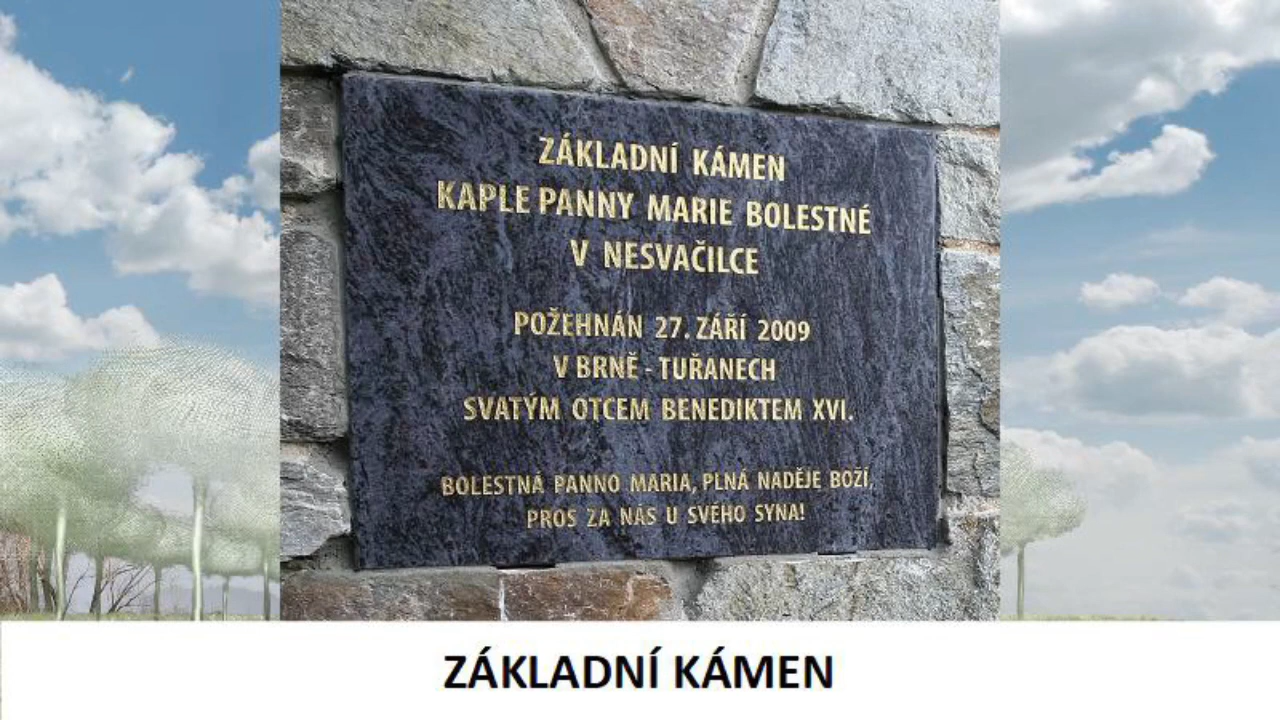 ZÁKLADNÍ KÁMEN
KAPLE PANNY MARIE BOLESTNÉ
V NESVAČILCE
POŽEHNÁN 27. ZÁŘÍ 2009
V BRNĚ - TUŘANECH
SVATÝM OTCEM BENEDIKTEM XVI.
BOLESTNÁ PANNO MARIA, PLNÁ NADĚJE BOŽÍ,
PROS ZA NÁS U SVÉHO SYNA!
ZÁKLADNÍ KÁMEN